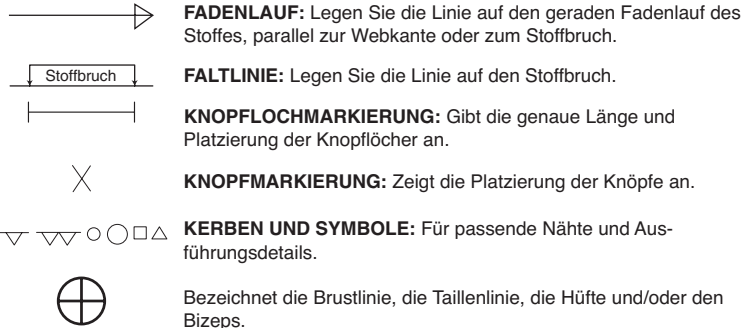 FADENLAUF: Legen Sie die Linie auf den geraden Fadenlauf des
Stoffes, parallel zur Webkante oder zum Stoffbruch.
Stoffbruch
FALTLINIE: Legen Sie die Linie auf den Stoffbruch.
KNOPFLOCHMARKIERUNG: Gibt die genaue Länge und
Platzierung der Knopflöcher an.
KNOPFMARKIERUNG: Zeigt die Platzierung der Knöpfe an.
KERBEN UND SYMBOLE: Für passende Nähte und Aus-
führungsdetails.
Bezeichnet die Brustlinie, die Taillenlinie, die Hüfte und/oder den
Bizeps.